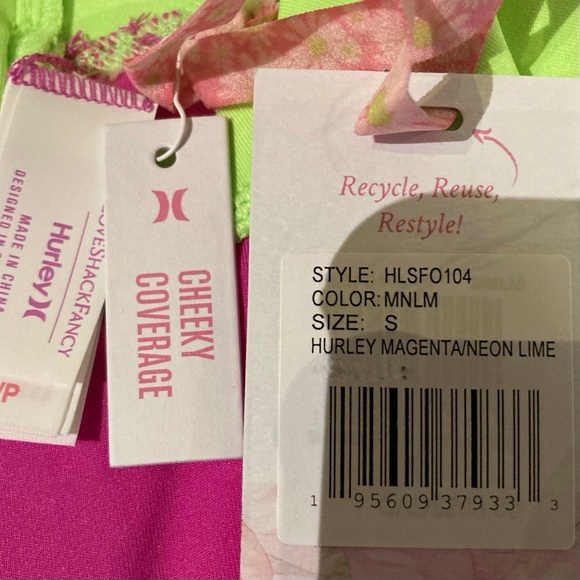 LOVESHACKFANCY
Hurley
MADE IN CHINA
DESIGNED IN
CHEEKY
COVERAGE
Recycle, Reuse,
Restyle!
STYLE: HLSFO104
COLOR: MNLM
SIZE: S
HURLEY MAGENTA/NEON LIME
1 95609 37933 3